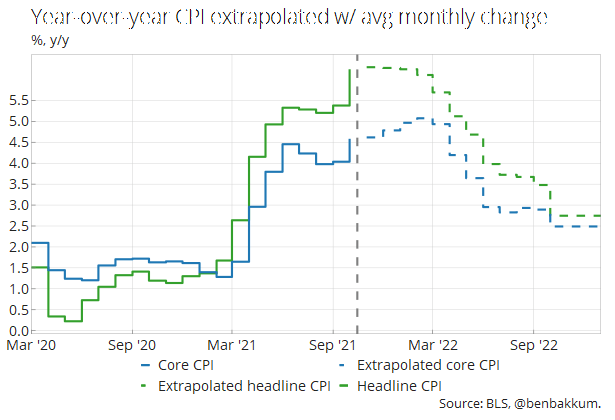 Year-over-year CPI extrapolated w/ avg monthly change
%, y/y
5.5
5.0
4.5
4.0
3.5
3.0
2.5
2.0
1.5
1.0
0.5
0.0
Mar '20 Sep '20 Mar '21 Sep '21 Mar '22 Sep '22
Core CPI Extrapolated core CPI
Extrapolated headline CPI Headline CPI
Source: BLS, @benbakkum.